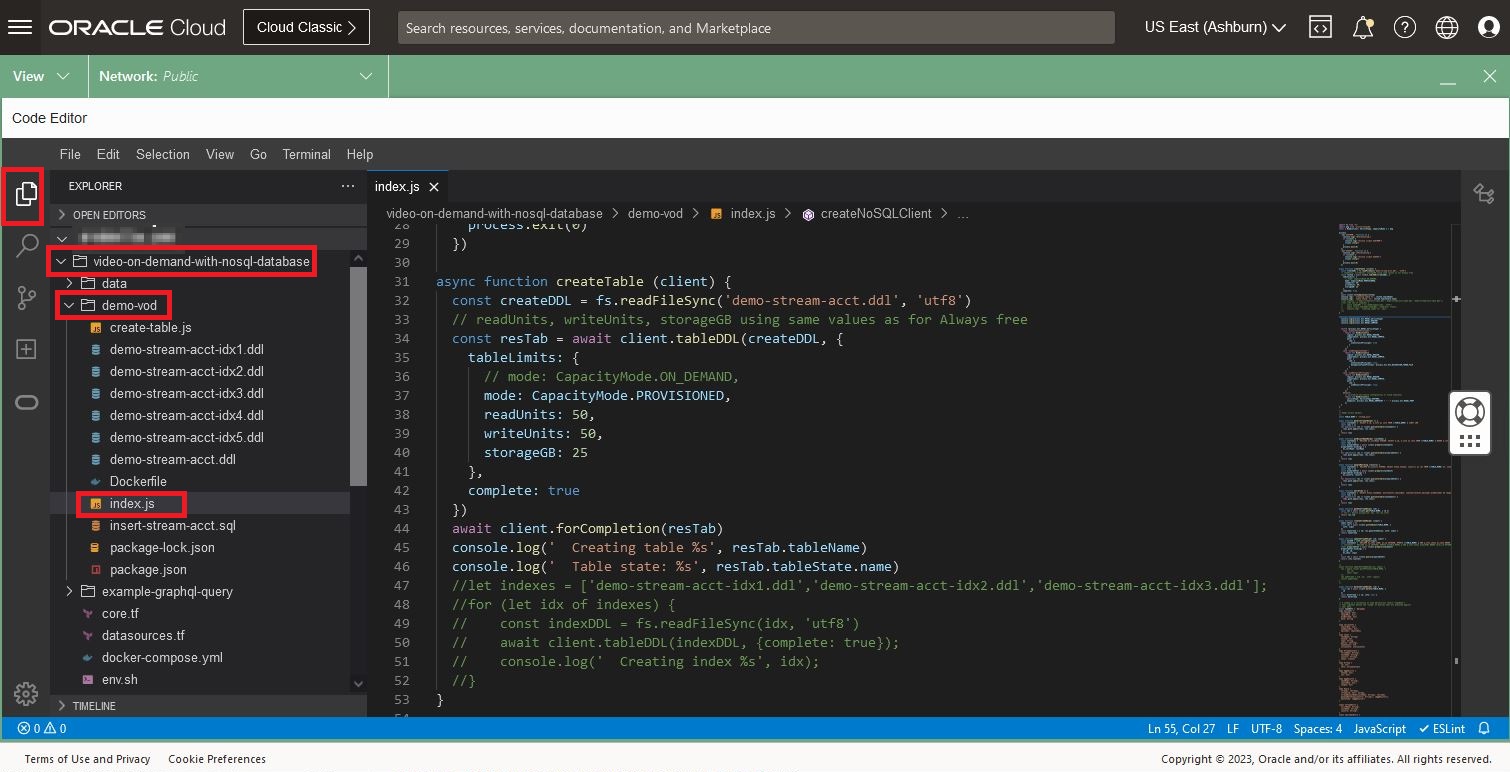 ORACLE Cloud
Cloud Classic
Search resources, services, documentation, and Marketplace
US East (Ashburn)
View
Network: Public
Code Editor
File Edit Selection View Go Terminal Help
EXPLORER
OPEN EDITORS
video-on-demand-with-nosql-database
data
demo-vod
create-table.js
demo-stream-acct-idx1.ddl
demo-stream-acct-idx2.ddl
demo-stream-acct-idx3.ddl
demo-stream-acct-idx4.ddl
demo-stream-acct-idx5.ddl
demo-stream-acct.ddl
Dockerfile
index.js
insert-stream-acct.sql
package-lock.json
package.json
example-graphql-query
core.tf
datasources.tf
docker-compose.yml
env.sh
TIMELINE
index.js
video-on-demand-with-nosql-database > demo-vod > index.js > createNoSQLClient > ...
28 process.exit(0)
29 })
30
31 async function createTable (client) {
32 const createDDL = fs.readFileSync('demo-stream-acct.ddl', 'utf8')
33 // readUnits, writeUnits, storageGB using same values as for Always free
34 const resTab = await client.tableDDL(createDDL, {
35 tableLimits: {
36 // mode: CapacityMode.ON_DEMAND,
37 mode: CapacityMode.PROVISIONED,
38 readUnits: 50,
39 writeUnits: 50,
40 storageGB: 25
41 },
42 complete: true
43 })
44 await client.forCompletion(resTab)
45 console.log('  Creating table %s', resTab.tableName)
46 console.log('  Table state: %s', resTab.tableState.name)
47 //let indexes = ['demo-stream-acct-idx1.ddl','demo-stream-acct-idx2.ddl','demo-stream-acct-idx3.ddl'];
48 //for (let idx of indexes) {
49 //    const indexDDL = fs.readFileSync(idx, 'utf8')
50 //    await client.tableDDL(indexDDL, {complete: true});
51 //    console.log('  Creating index %s', idx);
52 //}
53 }
0 0
Ln 55, Col 27 LF UTF-8 Spaces: 4 JavaScript ESLint
Terms of Use and Privacy Cookie Preferences
Copyright © 2023, Oracle and/or its affiliates. All rights reserved.